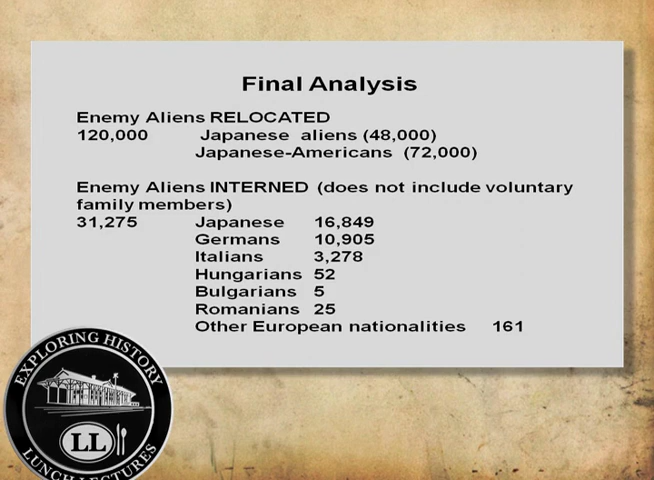 Final Analysis
Enemy Aliens RELOCATED
120,000 Japanese aliens (48,000)
Japanese-Americans (72,000)
Enemy Aliens INTERNED (does not include voluntary
family members)
31,275 Japanese 16,849
Germans 10,905
Italians 3,278
Hungarians 52
Bulgarians 5
Romanians 25
Other European nationalities 161
EXPLORING HISTORY
LL
LUNCH LECTURES